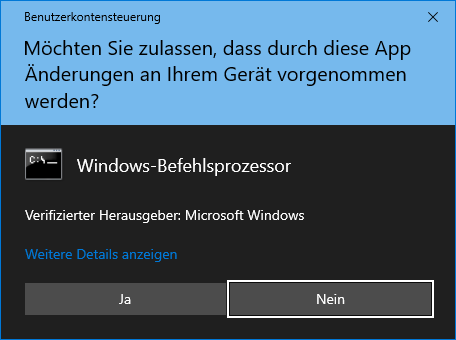 Benutzerkontensteuerung
Möchten Sie zulassen, dass durch diese App
Änderungen an Ihrem Gerät vorgenommen
werden?
C:\
Windows-Befehlsprozessor
Verifizierter Herausgeber: Microsoft Windows
Weitere Details anzeigen
Ja
Nein